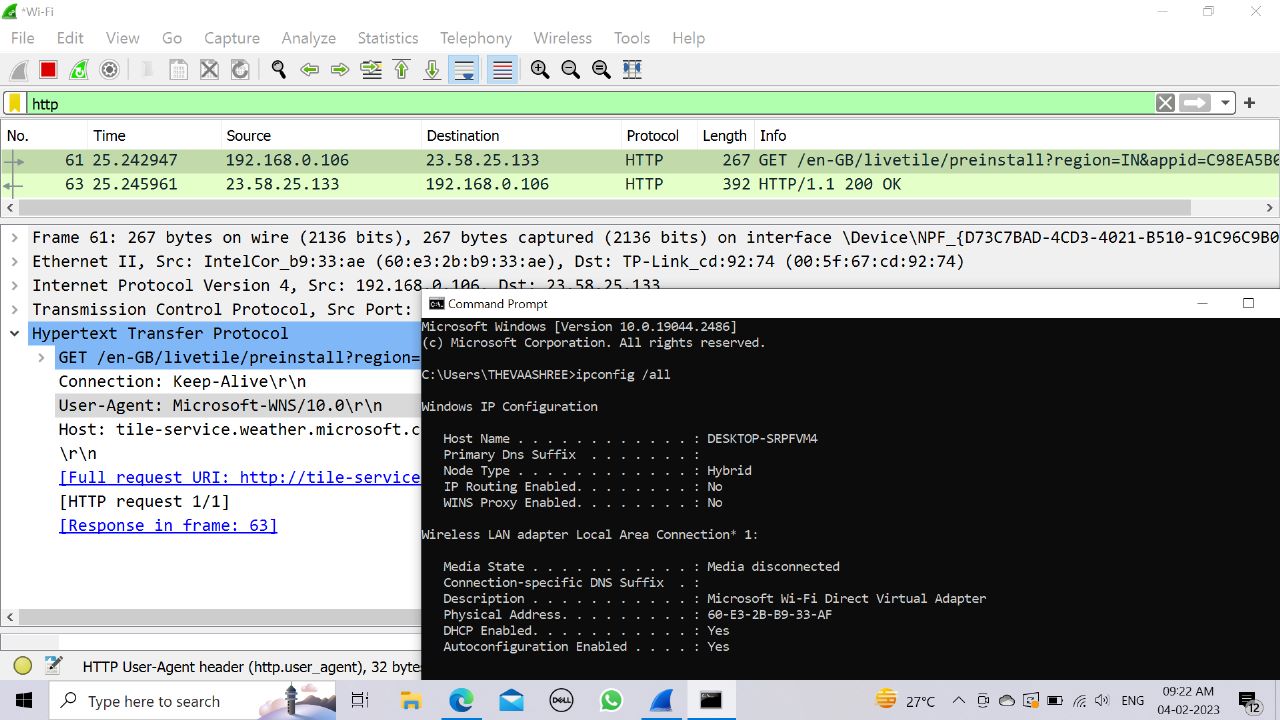 *Wi-Fi
File Edit View Go Capture Analyze Statistics Telephony Wireless Tools Help
http
No. Time Source Destination Protocol Length Info
61 25.242947 192.168.0.106 23.58.25.133 HTTP 267 GET /en-GB/livetile/preinstall?region=IN&appid=C98EA5B0
63 25.245961 23.58.25.133 192.168.0.106 HTTP 392 HTTP/1.1 200 OK
Frame 61: 267 bytes on wire (2136 bits), 267 bytes captured (2136 bits) on interface \Device\NPF_{D73C7BAD-4CD3-4021-B510-91C96C9B0
Ethernet II, Src: IntelCor_b9:33:ae (60:e3:2b:b9:33:ae), Dst: TP-Link_cd:92:74 (00:5f:67:cd:92:74)
Internet Protocol Version 4, Src: 192.168.0.106, Dst: 23.58.25.133
Transmission Control Protocol, Src Port:
Hypertext Transfer Protocol
GET /en-GB/livetile/preinstall?region=
Connection: Keep-Alive\r\n
User-Agent: Microsoft-WNS/10.0\r\n
Host: tile-service.weather.microsoft.c
\r\n
[Full request URI: http://tile-service
[HTTP request 1/1]
[Response in frame: 63]
HTTP User-Agent header (http.user_agent), 32 byte
Command Prompt
Microsoft Windows [Version 10.0.19044.2486]
(c) Microsoft Corporation. All rights reserved.
C:\Users\THEVAASHREE>ipconfig /all
Windows IP Configuration
Host Name . . . . . . . . . . . . : DESKTOP-SRPFVM4
Primary Dns Suffix . . . . . . . :
Node Type . . . . . . . . . . . . : Hybrid
IP Routing Enabled. . . . . . . . : No
WINS Proxy Enabled. . . . . . . . : No
Wireless LAN adapter Local Area Connection* 1:
Media State . . . . . . . . . . . : Media disconnected
Connection-specific DNS Suffix . :
Description . . . . . . . . . . . : Microsoft Wi-Fi Direct Virtual Adapter
Physical Address. . . . . . . . . : 60-E3-2B-B9-33-AF
DHCP Enabled. . . . . . . . . . . : Yes
Autoconfiguration Enabled . . . . : Yes
Type here to search
DELL
27°C
ENG
09:22 AM
04-02-2023
12